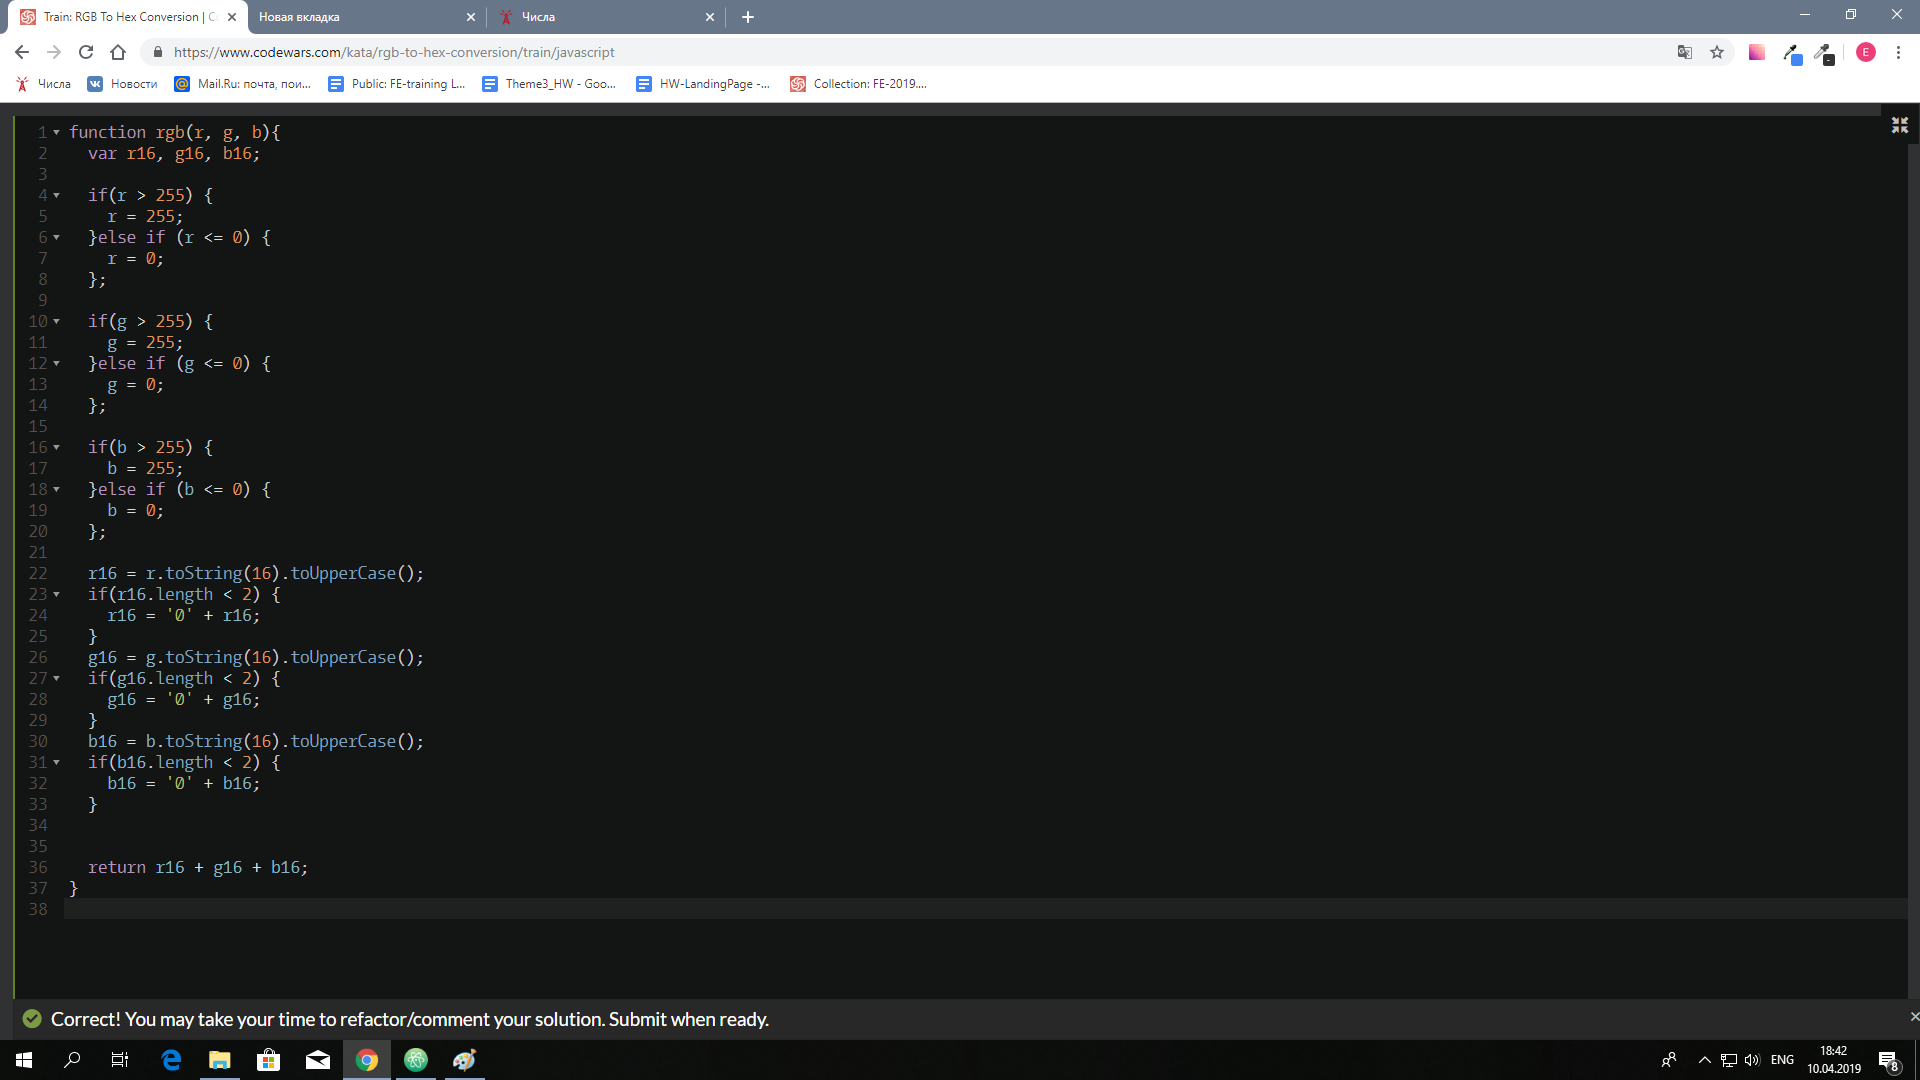 Train: RGB To Hex Conversion | C
Новая вкладка
Числа
https://www.codewars.com/kata/rgb-to-hex-conversion/train/javascript
E
Числа
Новости
Mail.Ru: почта, пои...
Public: FE-training L...
Theme3_HW - Goo...
HW-LandingPage -...
Collection: FE-2019....
1 function rgb(r, g, b){
2   var r16, g16, b16;
3
4   if(r > 255) {
5     r = 255;
6   }else if (r <= 0) {
7     r = 0;
8   };
9
10   if(g > 255) {
11     g = 255;
12   }else if (g <= 0) {
13     g = 0;
14   };
15
16   if(b > 255) {
17     b = 255;
18   }else if (b <= 0) {
19     b = 0;
20   };
21
22   r16 = r.toString(16).toUpperCase();
23   if(r16.length < 2) {
24     r16 = '0' + r16;
25   }
26   g16 = g.toString(16).toUpperCase();
27   if(g16.length < 2) {
28     g16 = '0' + g16;
29   }
30   b16 = b.toString(16).toUpperCase();
31   if(b16.length < 2) {
32     b16 = '0' + b16;
33   }
34
35
36   return r16 + g16 + b16;
37 }
38
Correct! You may take your time to refactor/comment your solution. Submit when ready.
ENG
18:42
10.04.2019
8